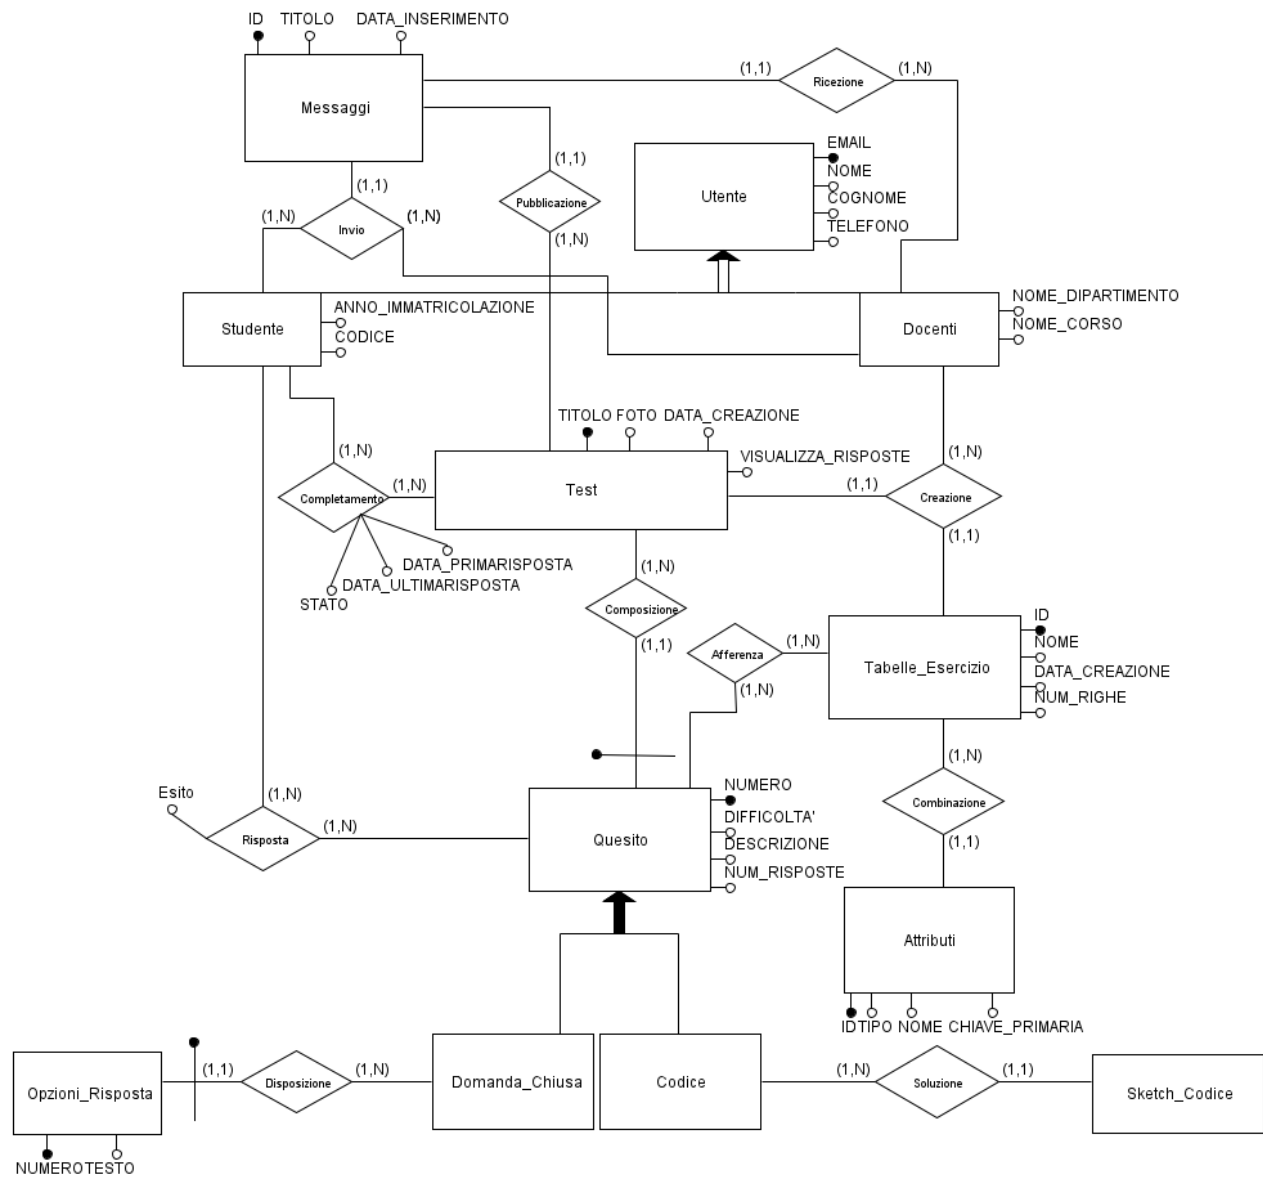 ID TITOLO DATA_INSERIMENTO
Messaggi
(1,1) Ricezione (1,N)
EMAIL
NOME
COGNOME
TELEFONO
Utente
(1,1)
Pubblicazione
(1,N)
(1,1)
(1,N) Invio (1,N)
Studente
ANNO_IMMATRICOLAZIONE
CODICE
Docenti
NOME_DIPARTIMENTO
NOME_CORSO
TITOLO FOTO DATA_CREAZIONE
VISUALIZZA_RISPOSTE
Test
(1,N)
Completamento (1,N)
DATA_PRIMARISPOSTA
DATA_ULTIMARISPOSTA
STATO
(1,N)
(1,1) Creazione
(1,1)
(1,N)
Composizione
(1,1)
Afferenza (1,N)
(1,N)
Tabelle_Esercizio
ID
NOME
DATA_CREAZIONE
NUM_RIGHE
(1,N)
Combinazione
(1,1)
Esito
(1,N)
Risposta (1,N)
Quesito
NUMERO
DIFFICOLTA'
DESCRIZIONE
NUM_RISPOSTE
Attributi
ID TIPO NOME CHIAVE_PRIMARIA
Opzioni_Risposta
(1,1) Disposizione (1,N)
Domanda_Chiusa
Codice
(1,N) Soluzione (1,1)
Sketch_Codice
NUMERO TESTO